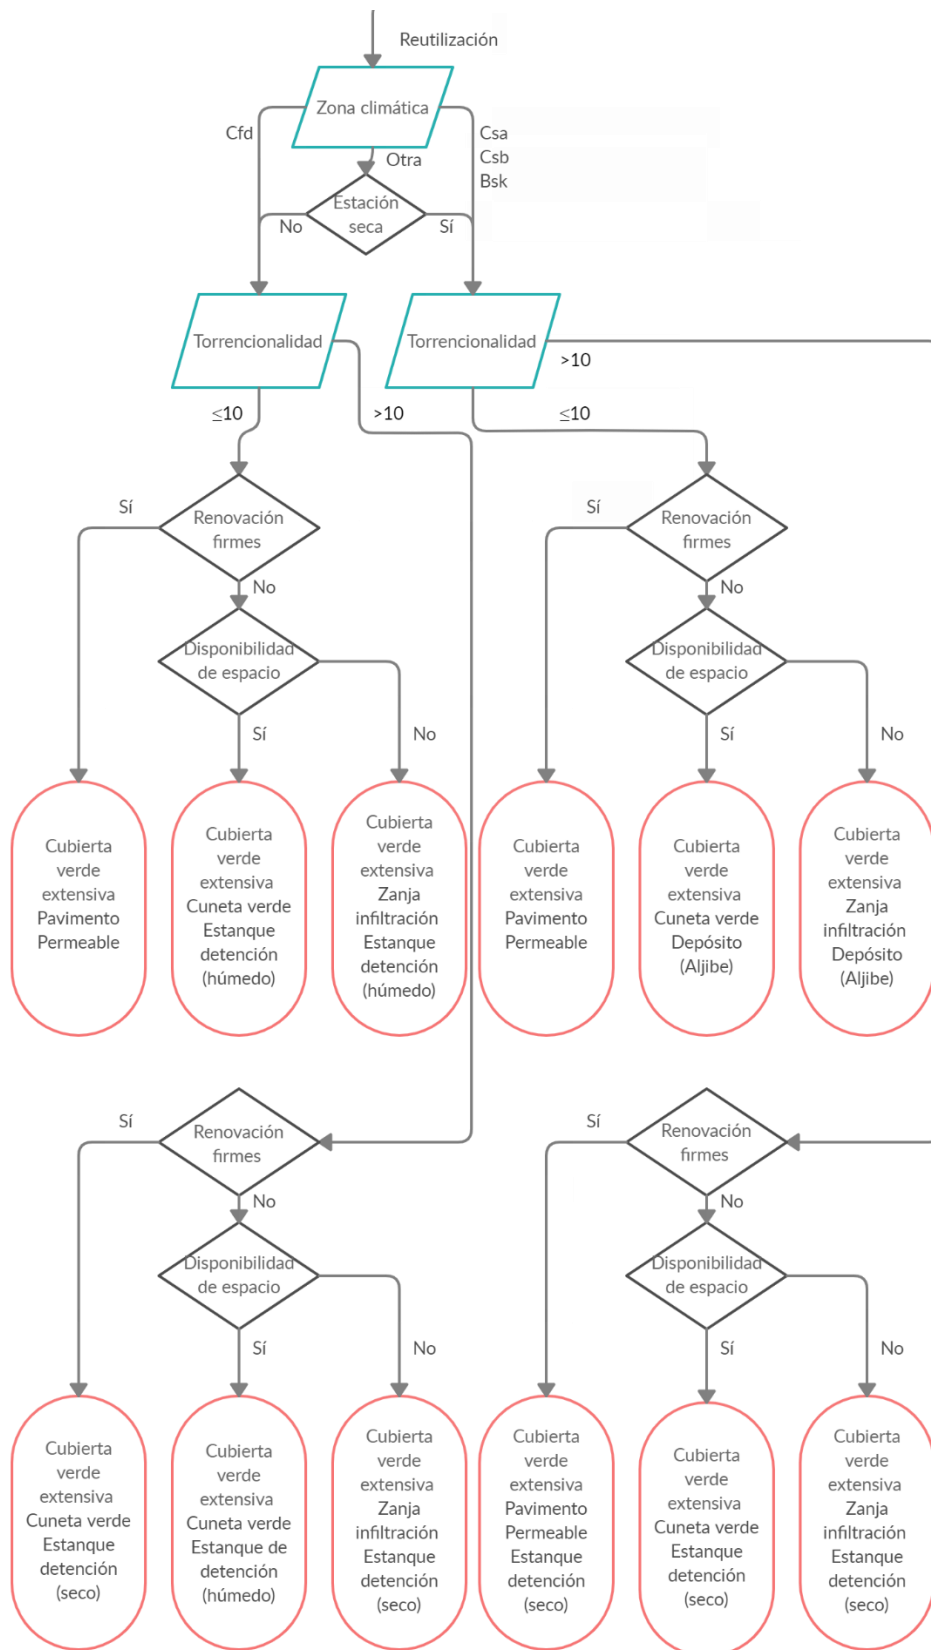 Reutilización
Zona climática
Cfd
Otra
Csa
Csb
Bsk
Estación
seca
No
Sí
Torrencionalidad
Torrencionalidad
>10
≤10
>10
≤10
Sí
Renovación
firmes
No
Disponibilidad
de espacio
Sí
No
Sí
Renovación
firmes
No
Disponibilidad
de espacio
Sí
No
Cubierta
verde
extensiva
Pavimento
Permeable
Cubierta
verde
extensiva
Cuneta verde
Estanque
detención
(húmedo)
Cubierta
verde
extensiva
Zanja
infiltración
Estanque
detención
(húmedo)
Cubierta
verde
extensiva
Pavimento
Permeable
Cubierta
verde
extensiva
Cuneta verde
Depósito
(Aljibe)
Cubierta
verde
extensiva
Zanja
infiltración
Depósito
(Aljibe)
Sí
Renovación
firmes
No
Disponibilidad
de espacio
Sí
No
Sí
Renovación
firmes
No
Disponibilidad
de espacio
Sí
No
Cubierta
verde
extensiva
Cuneta verde
Estanque
detención
(seco)
Cubierta
verde
extensiva
Cuneta verde
Estanque de
detención
(húmedo)
Cubierta
verde
extensiva
Zanja
infiltración
Estanque
detención
(seco)
Cubierta
verde
extensiva
Pavimento
Permeable
Estanque
detención
(seco)
Cubierta
verde
extensiva
Cuneta verde
Estanque
detención
(seco)
Cubierta
verde
extensiva
Zanja
infiltración
Estanque
detención
(seco)